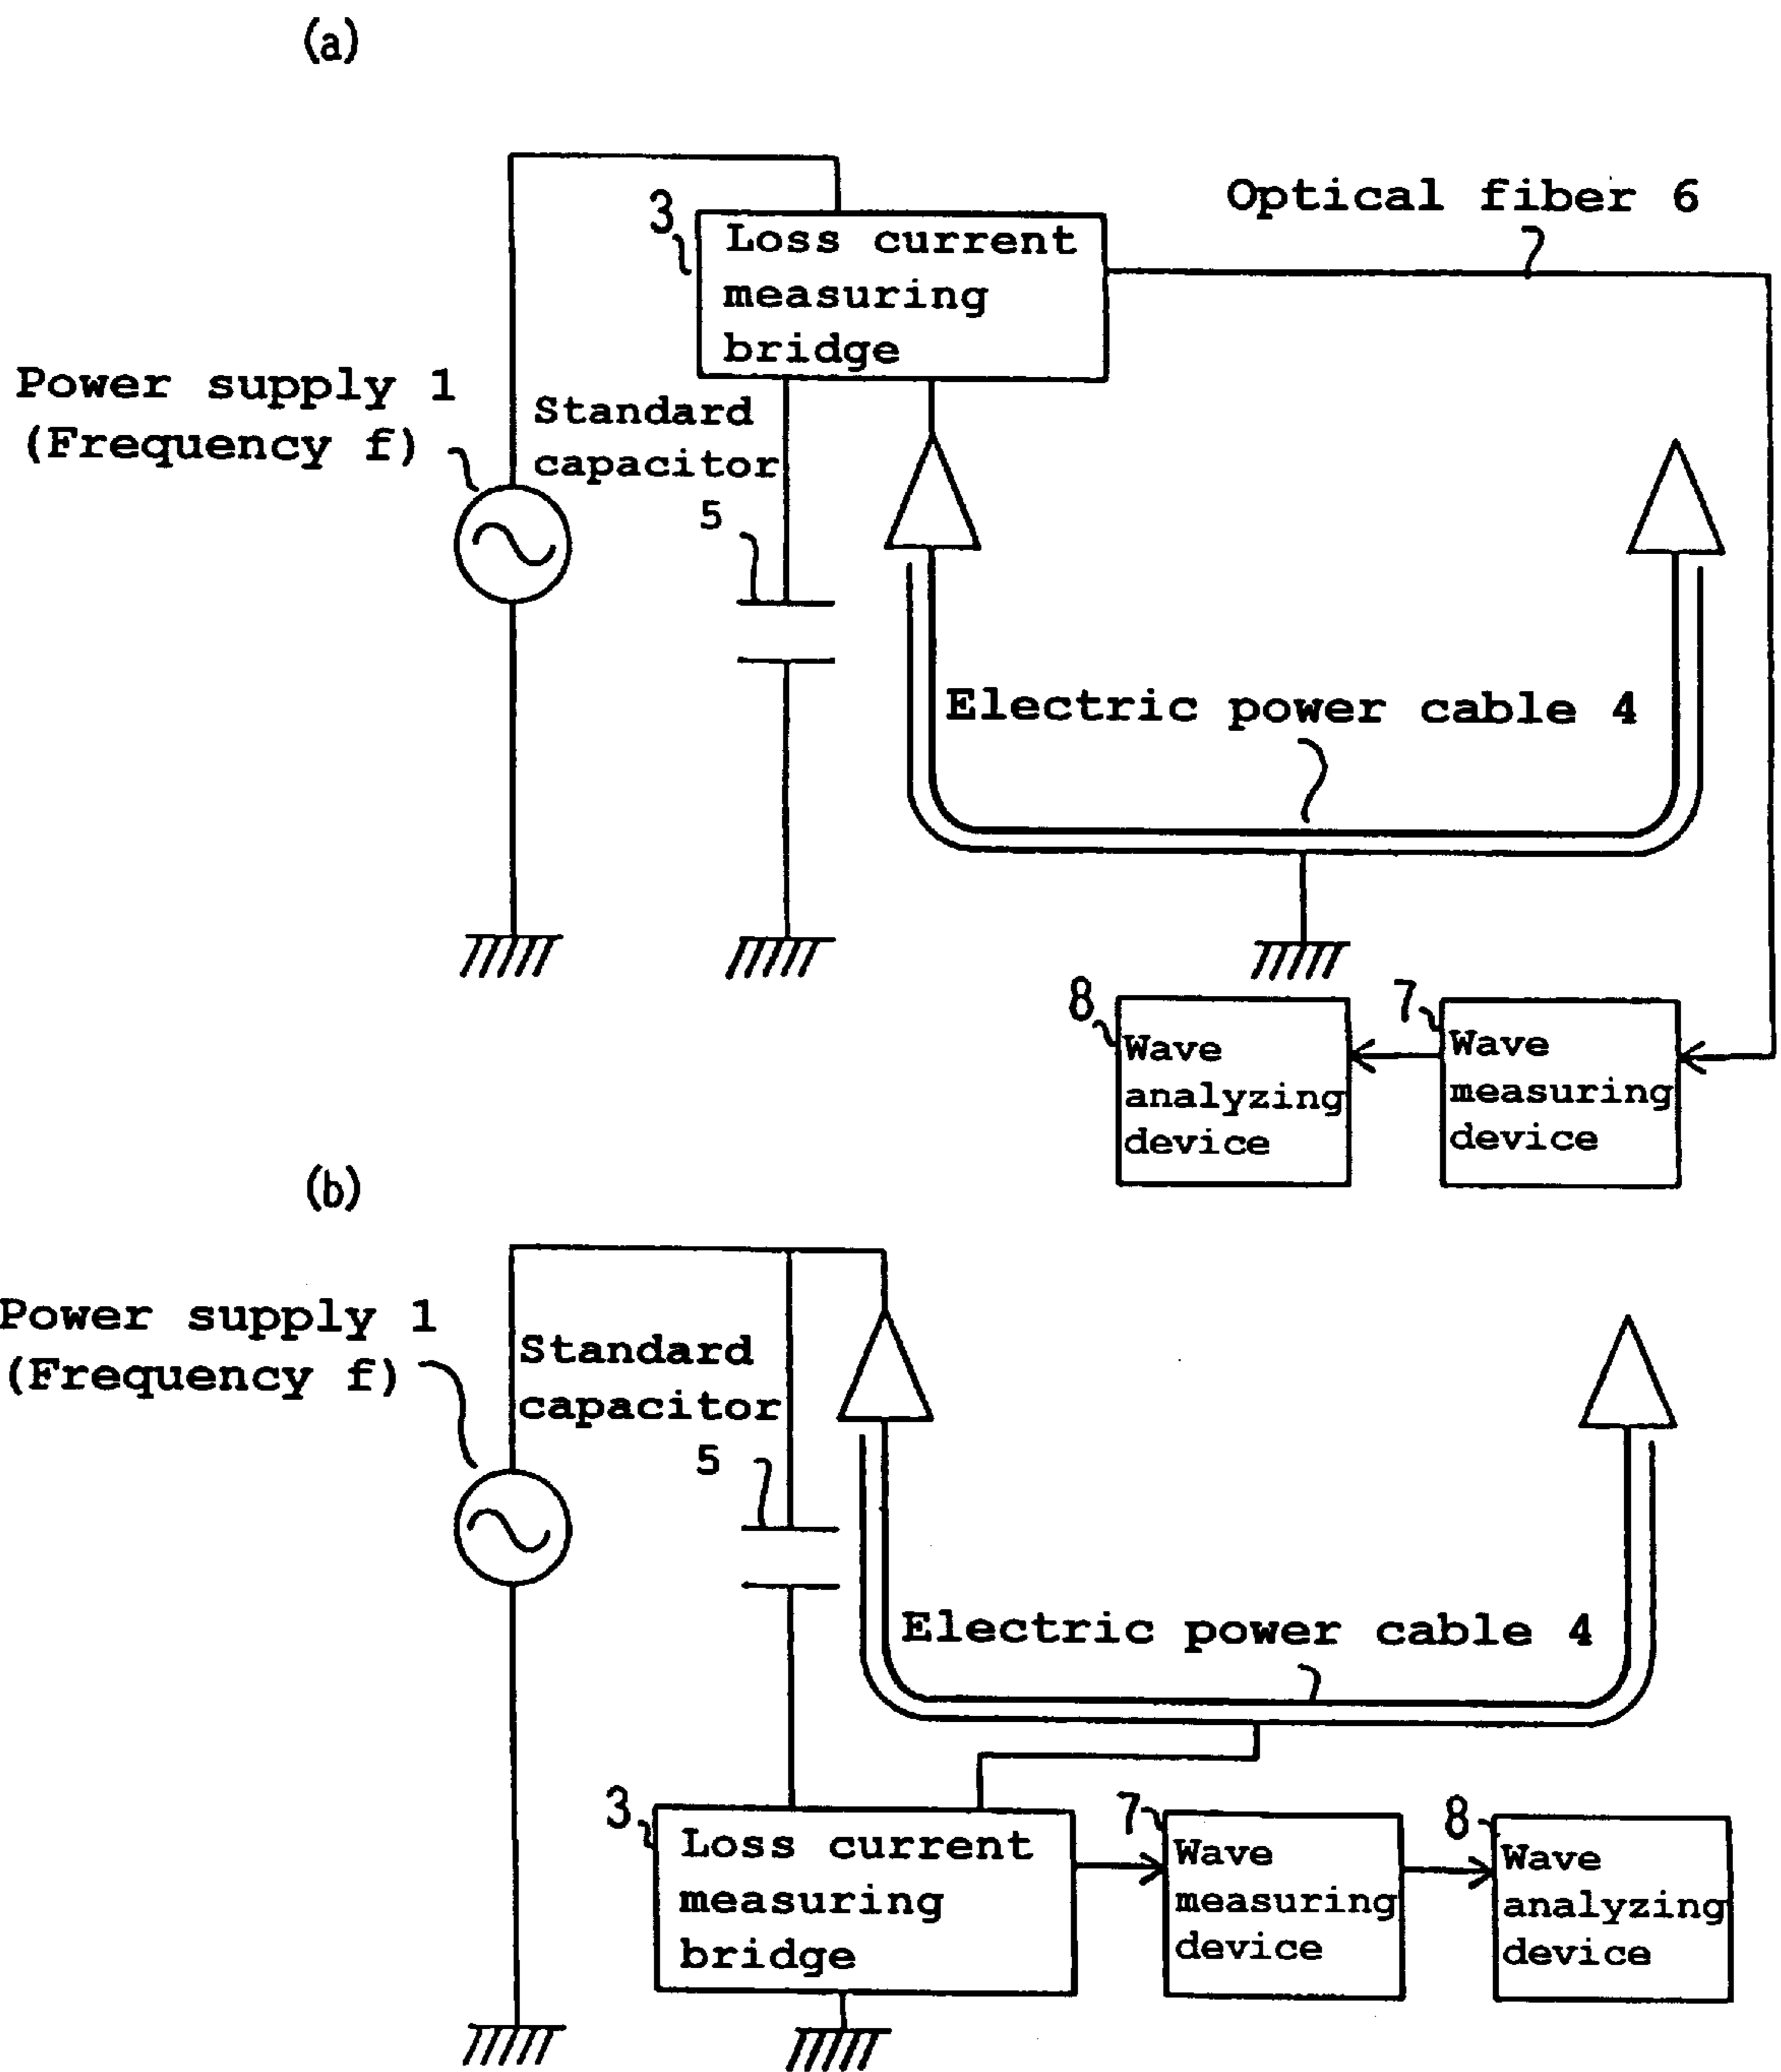 (a)
Optical fiber 6
3
Loss current
measuring
bridge
Power supply 1
(Frequency f)
Standard
capacitor
5
Electric power cable 4
8
Wave
analyzing
device
7
Wave
measuring
device
(b)
Power supply 1
(Frequency f)
Standard
capacitor
5
Electric power cable 4
3
Loss current
measuring
bridge
7
Wave
measuring
device
8
Wave
analyzing
device